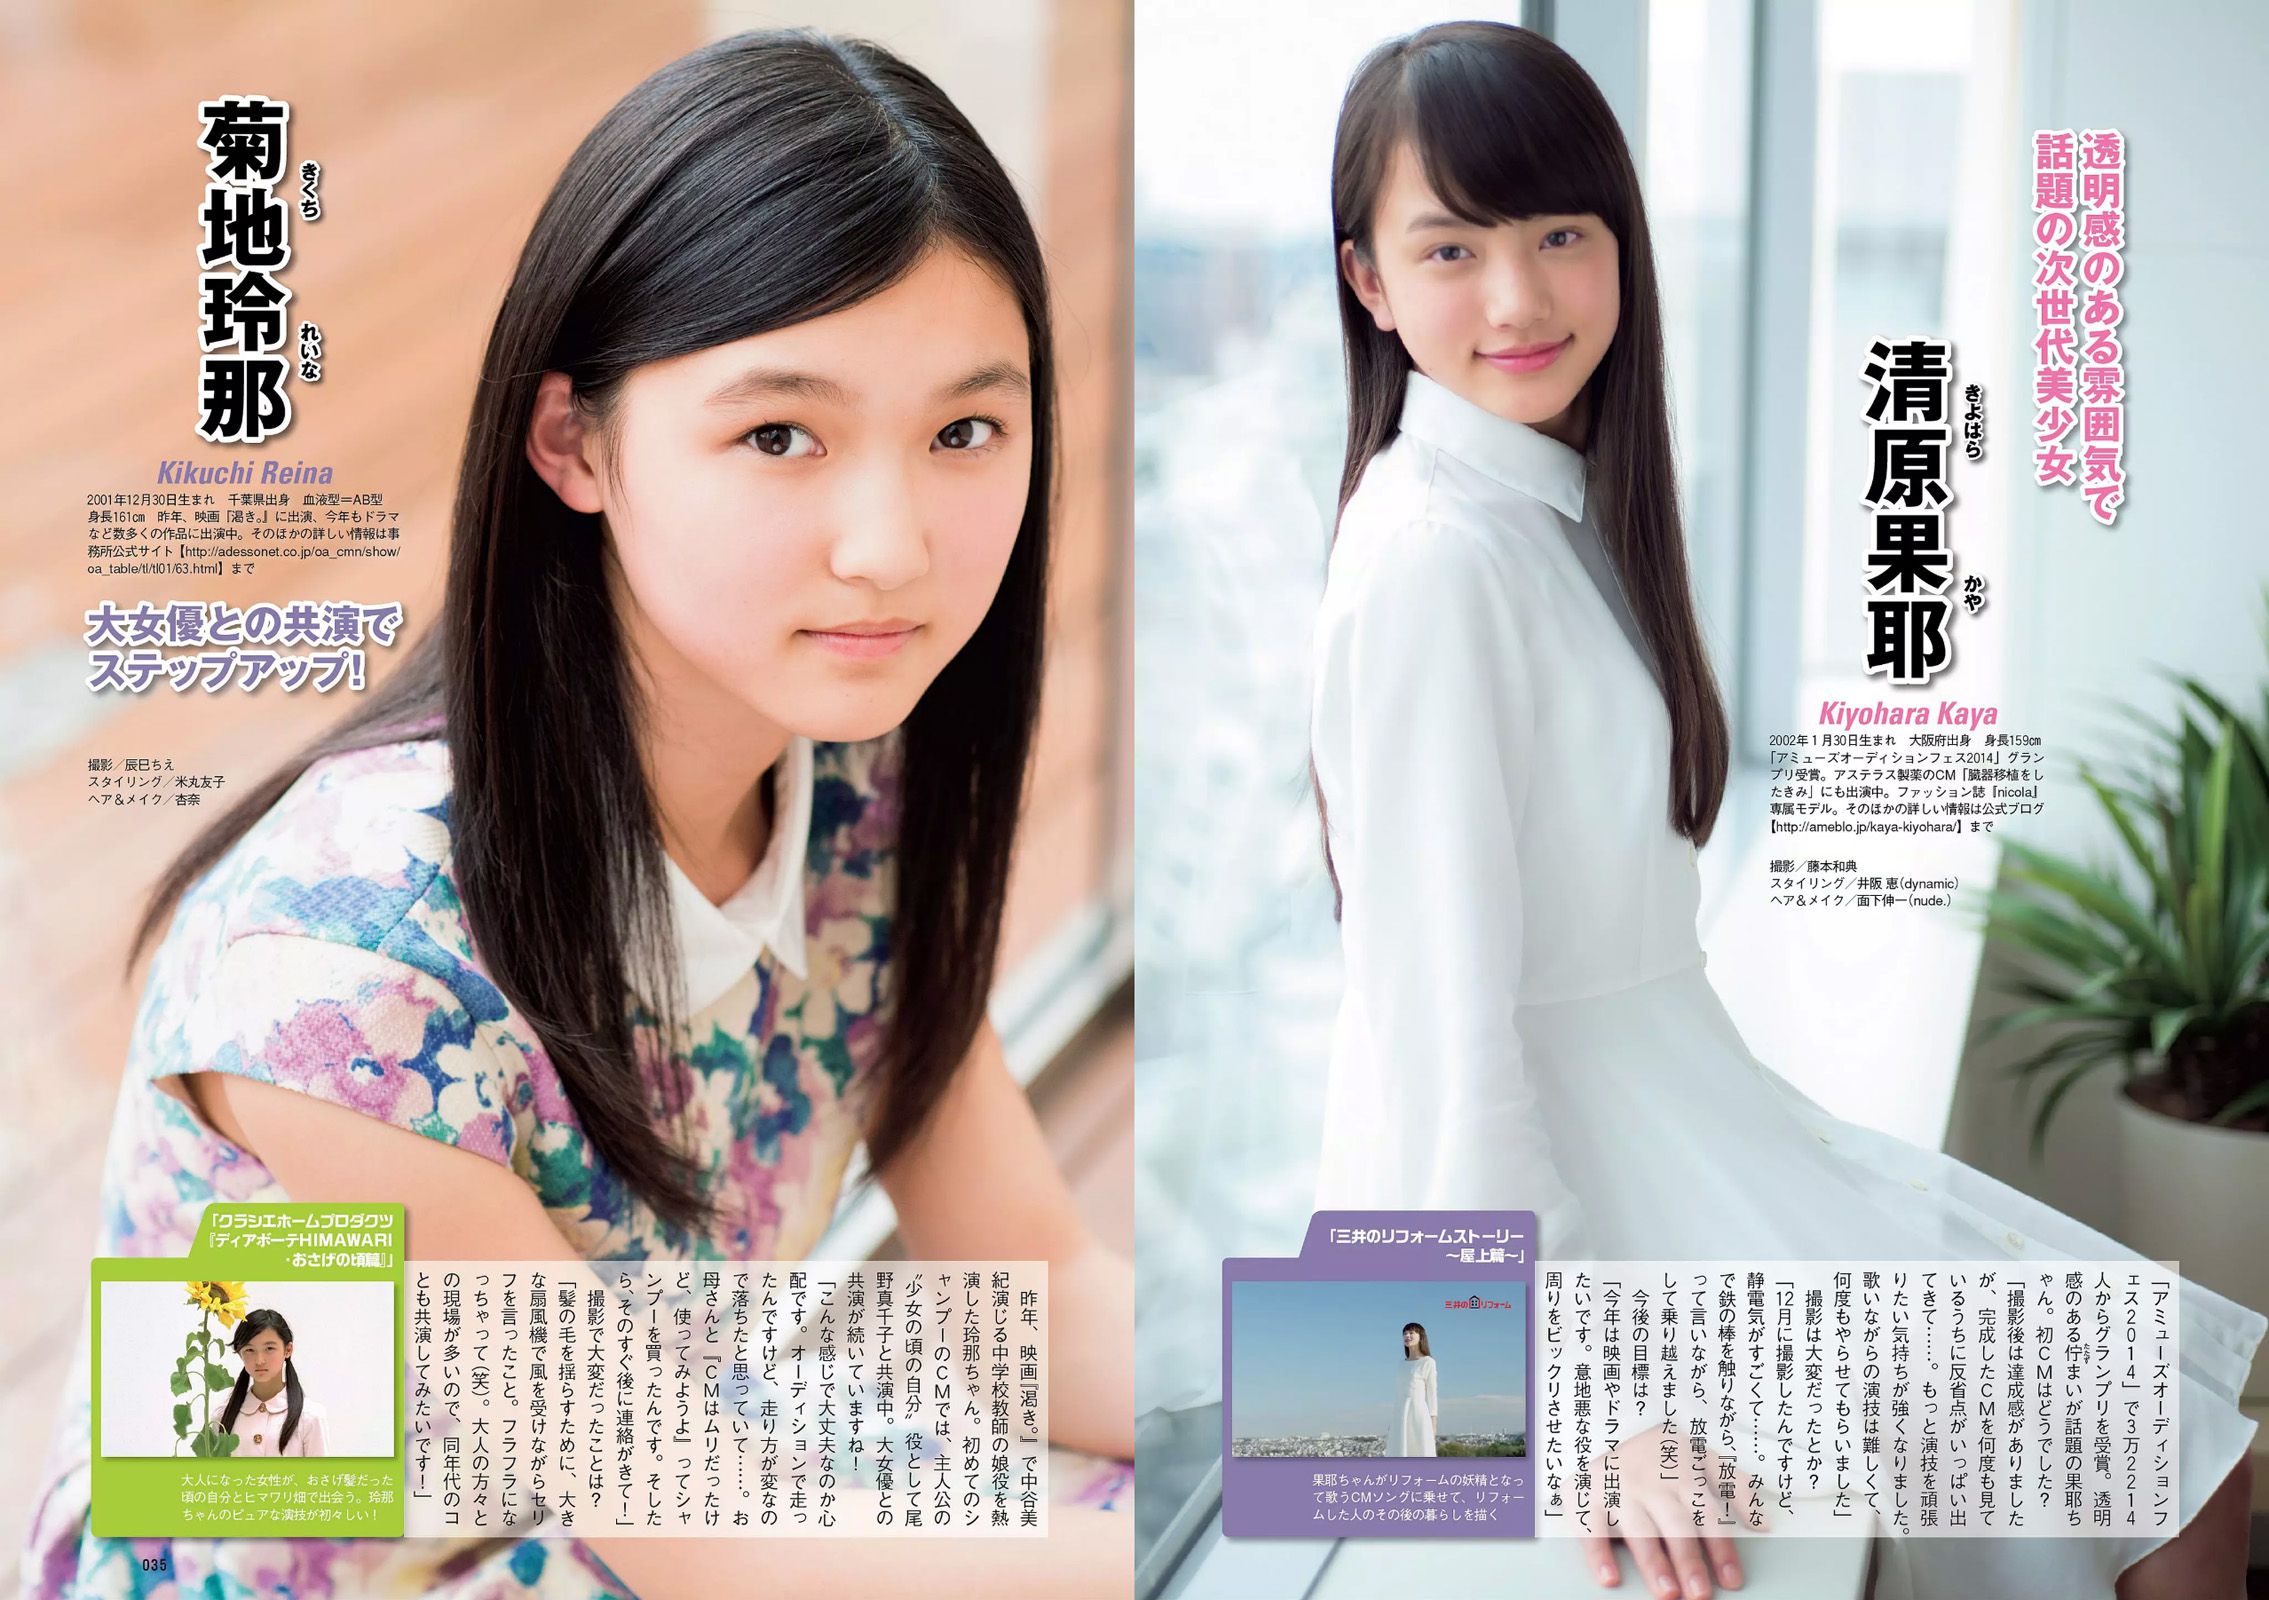 透明感のある雰囲気で
話題の次世代美少女
清原果耶
きよはら
かや
Kiyohara Kaya
2002年1月30日生まれ　大阪府出身　身長159㎝
「アミューズオーディションフェス2014」グラン
プリ受賞。アステラス製薬のCM「臓器移植をし
たきみ」にも出演中。ファッション誌『nicola』
専属モデル。そのほかの詳しい情報は公式ブログ
【http://ameblo.jp/kaya-kiyohara/】まで
撮影／藤本和典
スタイリング／井阪 恵（dynamic）
ヘア＆メイク／面下伸一（nude.）
「アミューズオーディションフ
ェス2014」で3万2214
人からグランプリを受賞。透明
感のある佇まいが話題の果耶ち
たたず
ゃん。初CMはどうでした？
「撮影後は達成感がありました
が、完成したCMを何度も見て
いるうちに反省点がいっぱい出
てきて……。もっと演技を頑張
りたい気持ちが強くなりました。
歌いながらの演技は難しくて、
何度もやらせてもらいました」
撮影は大変だったとか？
「12月に撮影したんですけど、
静電気がすごくて……。みんな
で鉄の棒を触りながら、『放電！』
って言いながら、放電ごっこを
して乗り越えました（笑）」
今後の目標は？
「今年は映画やドラマに出演し
たいです。意地悪な役を演じて、
周りをビックリさせたいなぁ」
「三井のリフォームストーリー
〜屋上篇〜」
三井のリフォーム
果耶ちゃんがリフォームの妖精となっ
て歌うCMソングに乗せて、リフォー
ムした人のその後の暮らしを描く
菊地玲那
きくち
れいな
Kikuchi Reina
2001年12月30日生まれ　千葉県出身　血液型＝AB型
身長161㎝　昨年、映画『渇き。』に出演、今年もドラマ
など数多くの作品に出演中。そのほかの詳しい情報は事
務所公式サイト【http://adessonet.co.jp/oa_cmn/show/
oa_table/tl/tl01/63.html】まで
大女優との共演で
ステップアップ！
撮影／辰巳ちえ
スタイリング／米丸友子
ヘア＆メイク／杏奈
昨年、映画『渇き。』で中谷美
紀演じる中学校教師の娘役を熱
演した玲那ちゃん。初めてのシ
ャンプーのCMでは、主人公の
〝少女の頃の自分〟役として尾
野真千子と共演中。大女優との
共演が続いていますね！
「こんな感じで大丈夫なのか心
配です。オーディションで走っ
たんですけど、走り方が変なの
で落ちたと思っていて……。お
母さんと『CMはムリだったけ
ど、使ってみようよ』ってシャ
ンプーを買ったんです。そした
ら、そのすぐ後に連絡がきて！」
撮影で大変だったことは？
「髪の毛を揺らすために、大き
な扇風機で風を受けながらセリ
フを言ったこと。フラフラにな
っちゃって（笑）。大人の方々と
の現場が多いので、同年代のコ
とも共演してみたいです！」
「クラシエホームプロダクツ
『ディアボーテHIMAWARI
・おさげの頃篇』」
大人になった女性が、おさげ髪だった
頃の自分とヒマワリ畑で出会う。玲那
ちゃんのピュアな演技が初々しい！
035